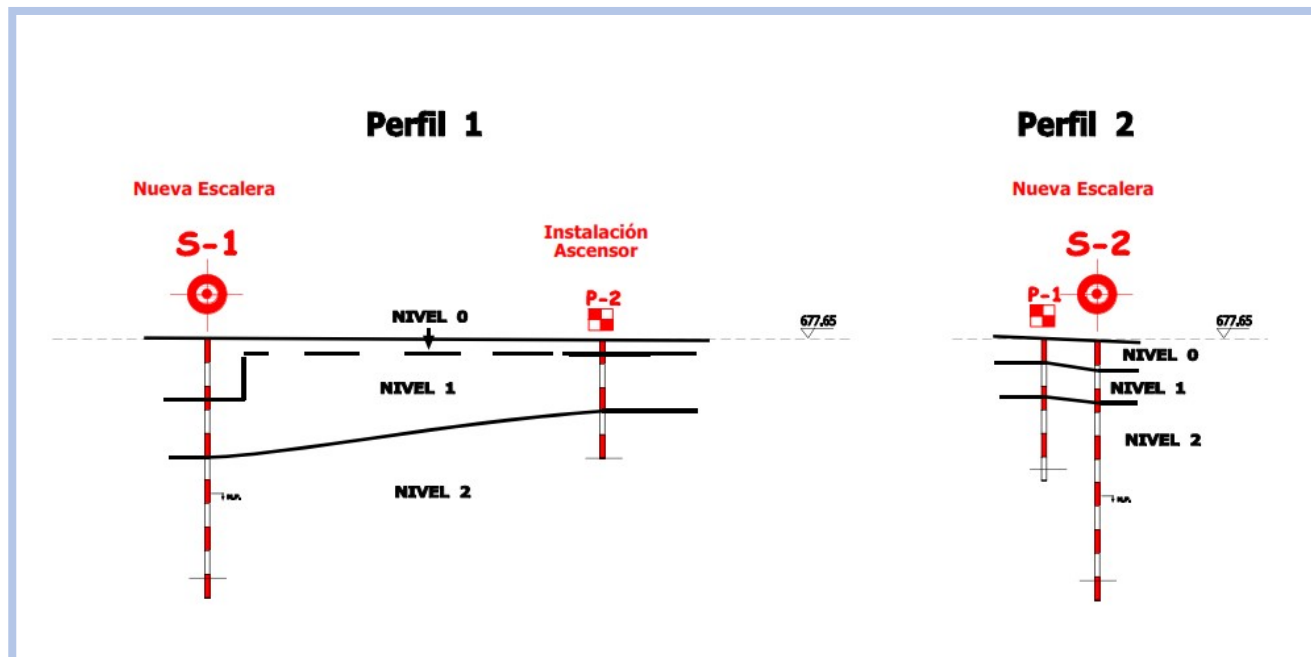 Perfil 1
Perfil 2
Nueva Escalera
Nueva Escalera
S-1
Instalación
Ascensor
S-2
P-2
P-1
NIVEL 0
677.65
677.65
NIVEL 0
NIVEL 1
NIVEL 1
NIVEL 2
NIVEL 2